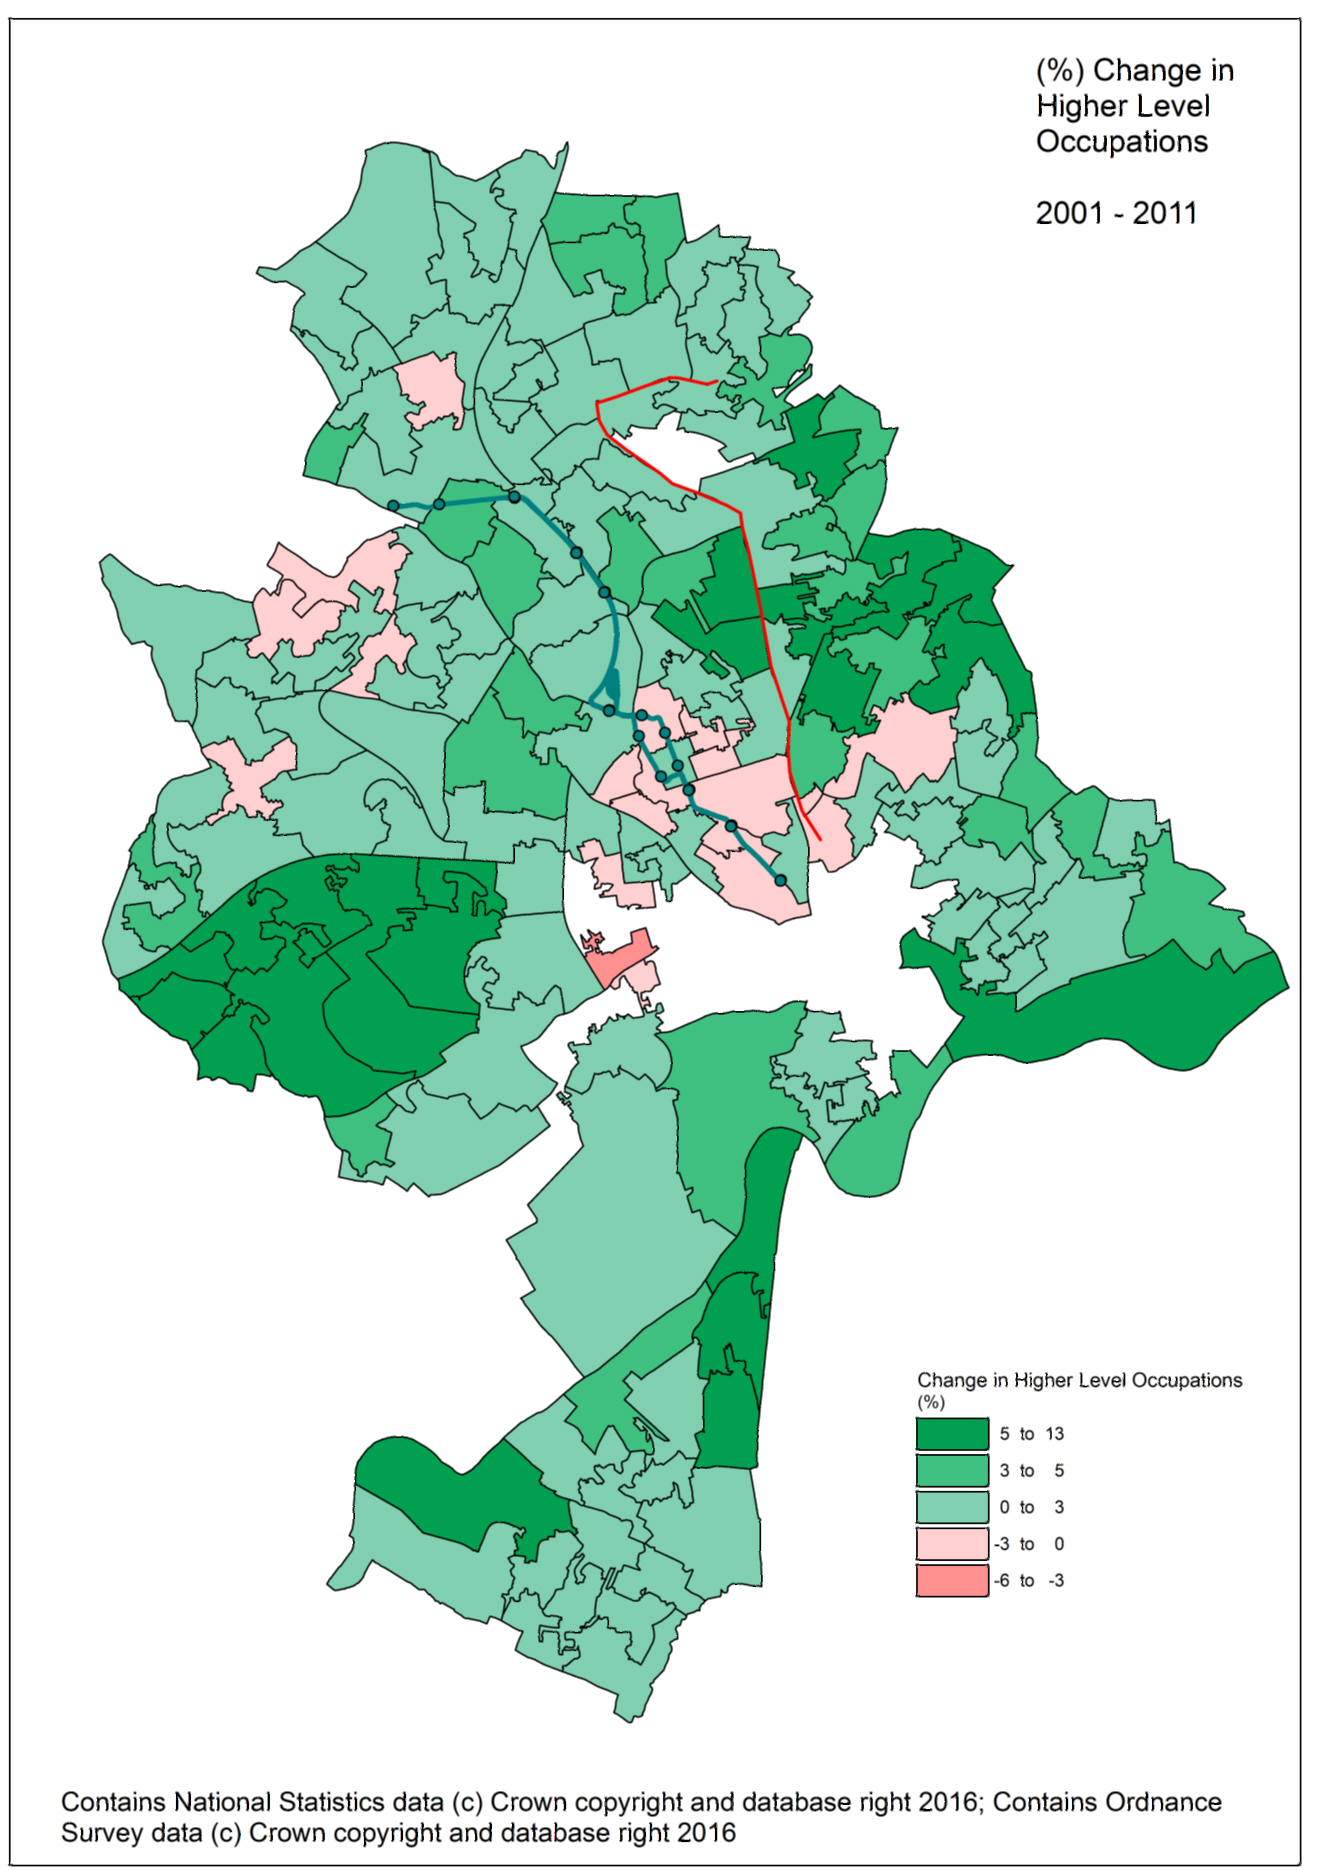 (%) Change in
Higher Level
Occupations
2001 - 2011
Change in Higher Level Occupations
(%)
5 to 13
3 to 5
0 to 3
-3 to 0
-6 to -3
Contains National Statistics data (c) Crown copyright and database right 2016; Contains Ordnance
Survey data (c) Crown copyright and database right 2016